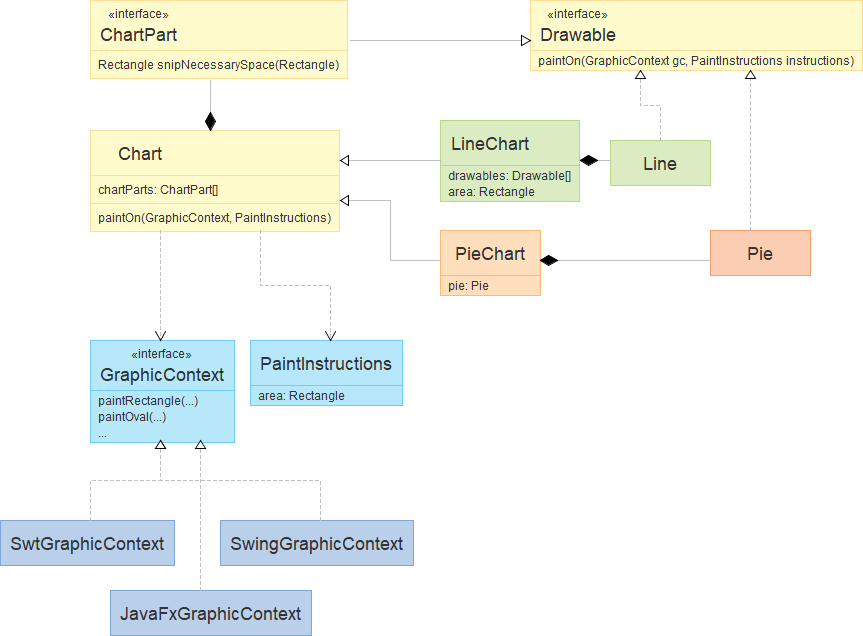 «interface»
ChartPart
Rectangle snipNecessarySpace(Rectangle)
«interface»
Drawable
paintOn(GraphicContext gc, PaintInstructions instructions)
Chart
chartParts: ChartPart[]
paintOn(GraphicContext, PaintInstructions)
LineChart
drawables: Drawable[]
area: Rectangle
Line
PieChart
pie: Pie
Pie
«interface»
GraphicContext
paintRectangle(...)
paintOval(...)
...
PaintInstructions
area: Rectangle
SwtGraphicContext
SwingGraphicContext
JavaFxGraphicContext